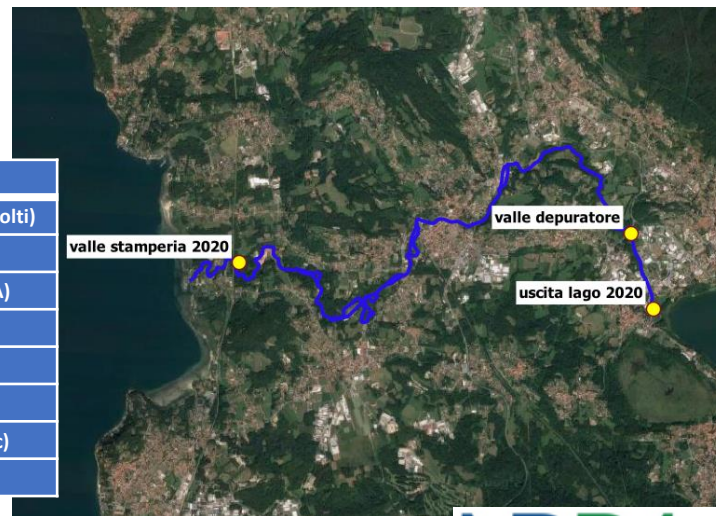 olti)
valle stamperia 2020
valle depuratore
A)
uscita lago 2020
c)